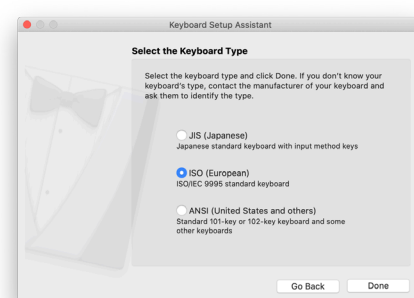 Keyboard Setup Assistant
Select the Keyboard Type
Select the keyboard type and click Done. If you don't know your
keyboard's type, contact the manufacturer of your keyboard and
ask them to identify the type.
JIS (Japanese)
Japanese standard keyboard with input method keys
ISO (European)
ISO/IEC 9995 standard keyboard
ANSI (United States and others)
Standard 101-key or 102-key keyboard and some
other keyboards
Go Back
Done